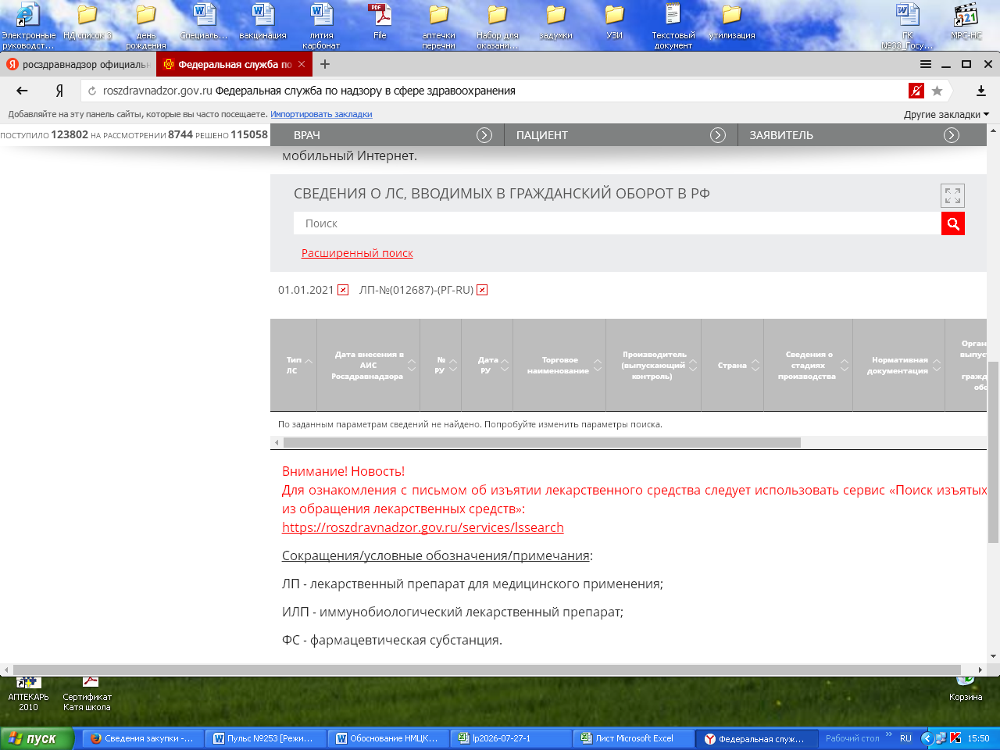 Электронные руководст...
НД список 3
день рождения
Специаль...
вакцинация
лития карбонат
File
аптечки перечни
Набор для оказани...
задумки
УЗИ
Текстовый документ
утилизация
ГК №33_Госу...
МРС-НС
росздравнадзор официальн
Федеральная служба по
roszdravnadzor.gov.ru Федеральная служба по надзору в сфере здравоохранения
Добавляйте на эту панель сайты, которые вы часто посещаете. Импортировать закладки
Другие закладки
ПОСТУПИЛО 123802 НА РАССМОТРЕНИИ 8744 РЕШЕНО 115058
ВРАЧ
ПАЦИЕНТ
ЗАЯВИТЕЛЬ
мобильный Интернет.
СВЕДЕНИЯ О ЛС, ВВОДИМЫХ В ГРАЖДАНСКИЙ ОБОРОТ В РФ
Поиск
Расширенный поиск
01.01.2021 ЛП-№(012687)-(РГ-RU)
Тип ЛС
Дата внесения в АИС Росздравнадзора
№ РУ
Дата РУ
Торговое наименование
Производитель (выпускающий контроль)
Страна
Сведения о стадиях производства
Нормативная документация
Орган
выпус
гражд
обо
По заданным параметрам сведений не найдено. Попробуйте изменить параметры поиска.
Внимание! Новость!
Для ознакомления с письмом об изъятии лекарственного средства следует использовать сервис «Поиск изъятых
из обращения лекарственных средств»:
https://roszdravnadzor.gov.ru/services/lssearch
Сокращения/условные обозначения/примечания:
ЛП - лекарственный препарат для медицинского применения;
ИЛП - иммунобиологический лекарственный препарат;
ФС - фармацевтическая субстанция.
АПТЕКАРЬ 2010
Сертификат Катя школа
Корзина
пуск
Сведения закупки -...
Пульс №253 [Режи...
Обоснование НМЦК...
lp2026-07-27-1
Лист Microsoft Excel
Федеральная служ...
Рабочий стол
RU
15:50